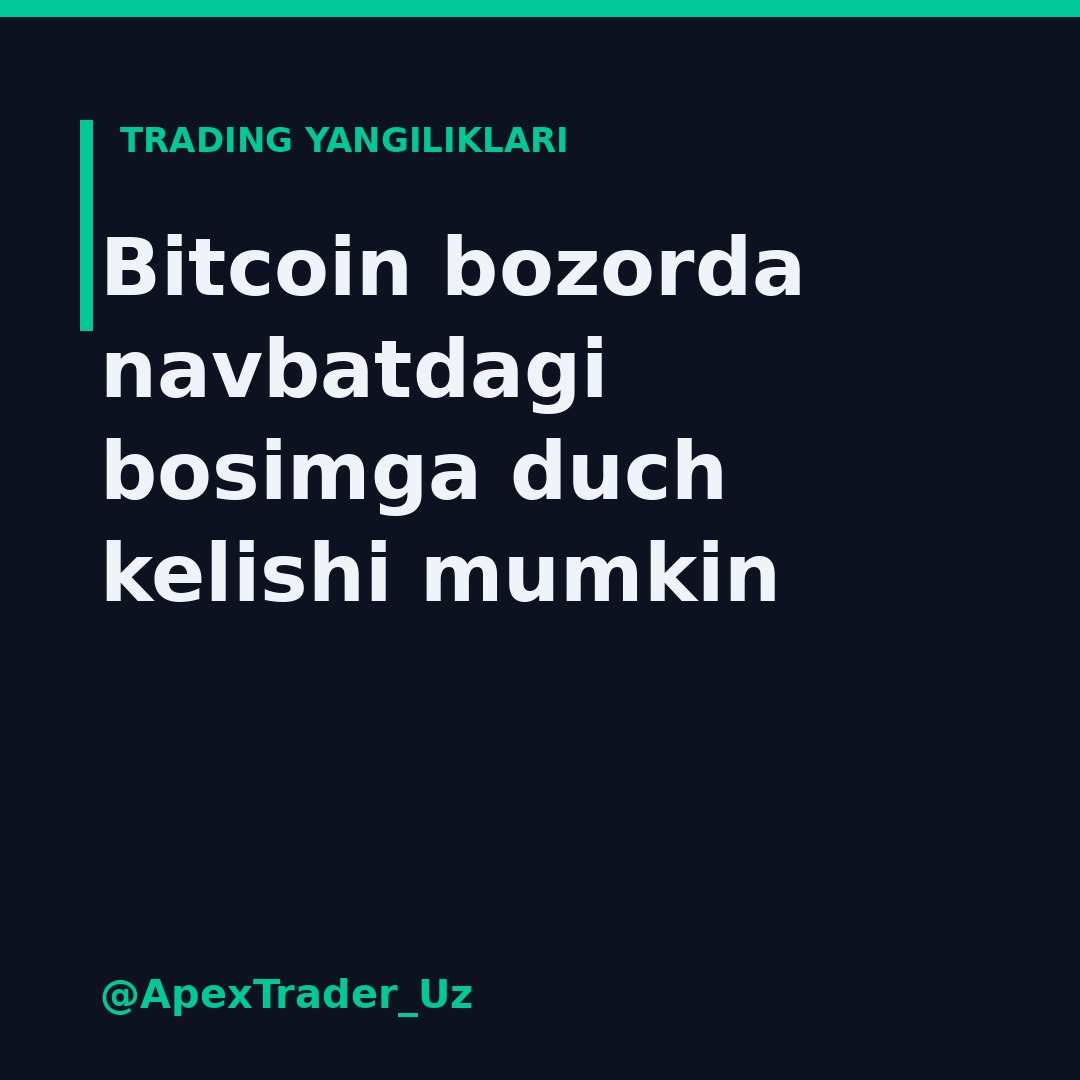 TRADING YANGILIKLARI
Bitcoin bozorda
navbatdagi
bosimga duch
kelishi mumkin
@ApexTrader_Uz